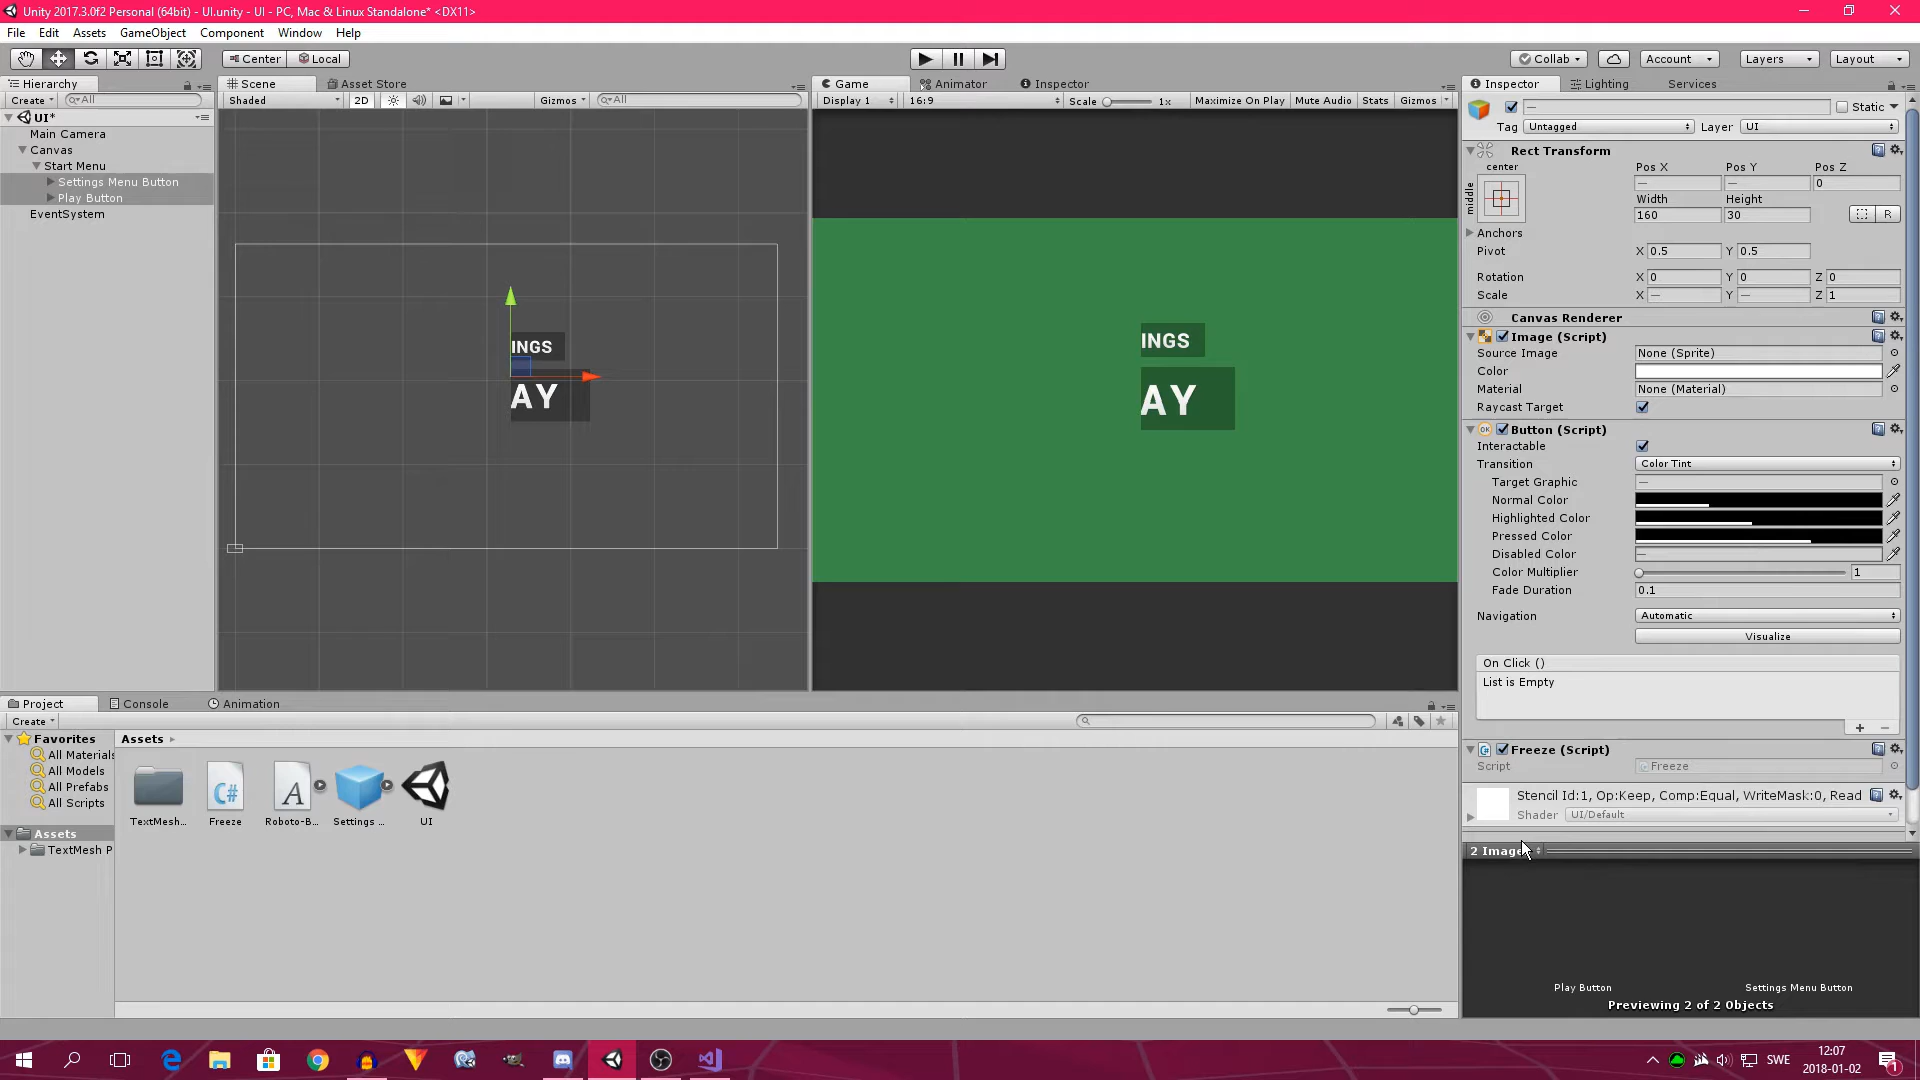 Unity 2017.3.0f2 Personal (64bit) - UI.unity - UI - PC, Mac & Linux Standalone* <DX11>
File Edit Assets GameObject Component Window Help
Center Local Collab Account Layers Layout
Hierarchy
Create All
UI*
Main Camera
Canvas
Start Menu
Settings Menu Button
Play Button
EventSystem
Scene Asset Store
Shaded 2D Gizmos All
INGS
AY
Game Animator Inspector
Display 1 16:9 Scale 1x Maximize On Play Mute Audio Stats Gizmos
INGS
AY
Inspector Lighting Services
— Static
Tag Untagged Layer UI
Rect Transform
center
middle
Pos X Pos Y Pos Z
— — 0
Width Height
160 30 R
Anchors
Pivot X 0.5 Y 0.5
Rotation X 0 Y 0 Z 0
Scale X — Y — Z 1
Canvas Renderer
Image (Script)
Source Image None (Sprite)
Color
Material None (Material)
Raycast Target
OK Button (Script)
Interactable
Transition Color Tint
Target Graphic —
Normal Color
Highlighted Color
Pressed Color
Disabled Color —
Color Multiplier 1
Fade Duration 0.1
Navigation Automatic
Visualize
On Click ()
List is Empty
+ −
C# Freeze (Script)
Script Freeze
Stencil Id:1, Op:Keep, Comp:Equal, WriteMask:0, Read
Shader UI/Default
2 Image
Play Button Settings Menu Button
Previewing 2 of 2 Objects
Project Console Animation
Create
Favorites
All Materials
All Models
All Prefabs
All Scripts
Assets
TextMesh P
Assets
C# A
TextMesh... Freeze Roboto-B... Settings ... UI
SWE
12:07
2018-01-02
1